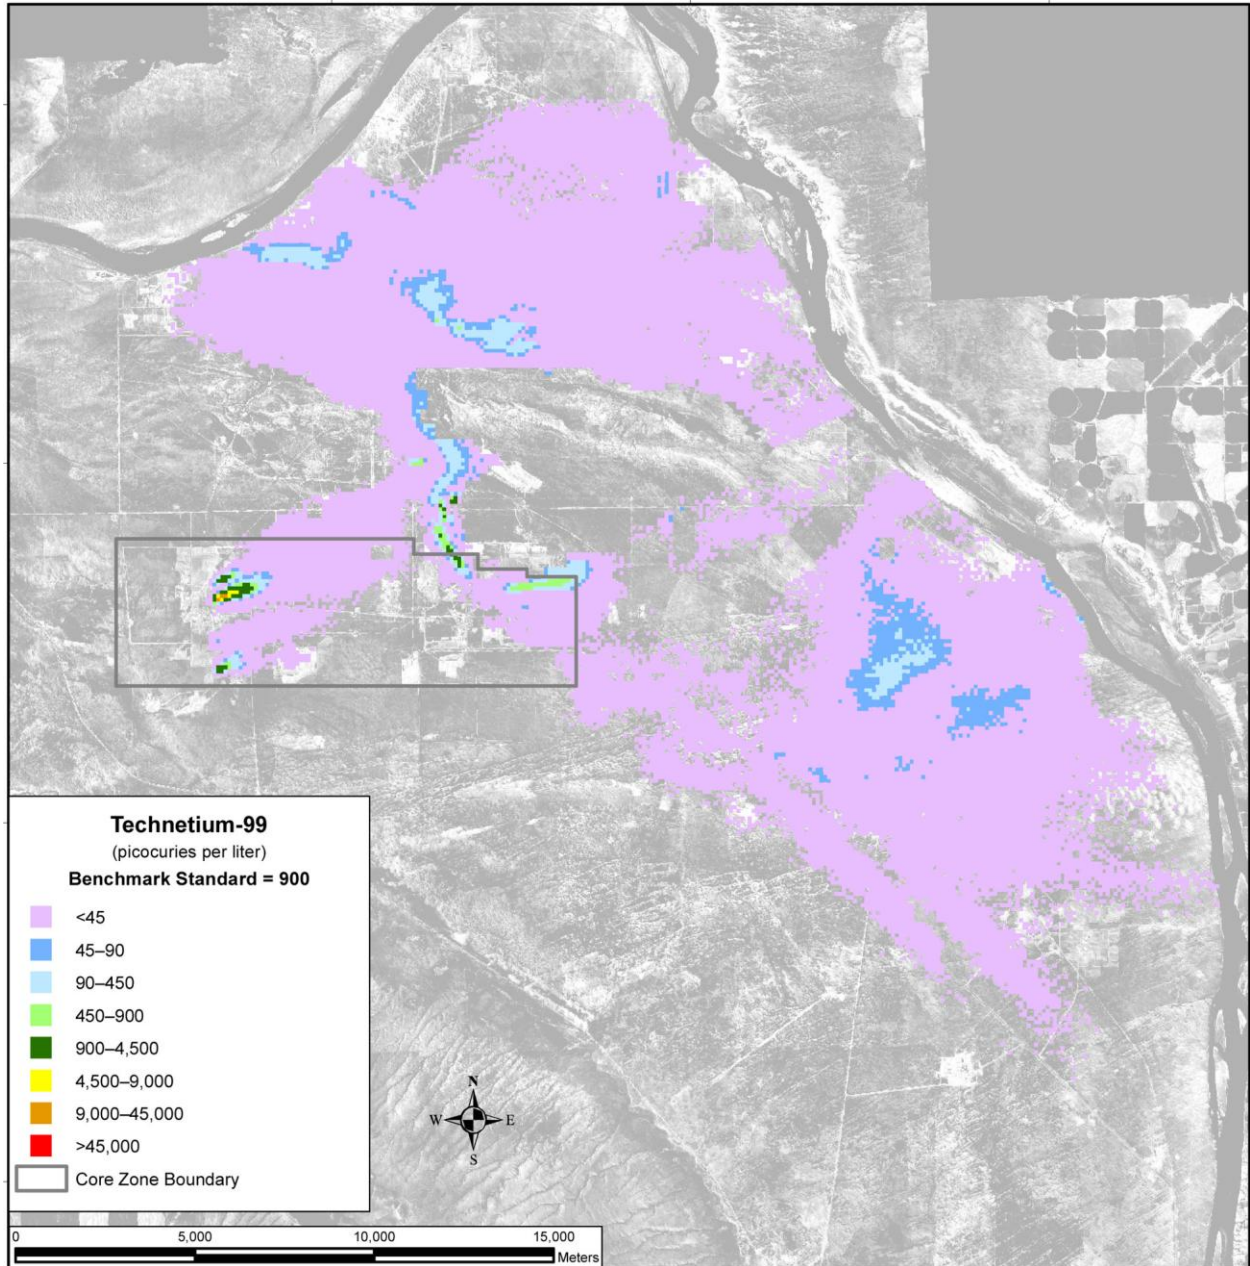 Technetium-99
(picocuries per liter)
Benchmark Standard = 900
<45
45–90
90–450
450–900
900–4,500
4,500–9,000
9,000–45,000
>45,000
Core Zone Boundary
N
W E
S
0 5,000 10,000 15,000
Meters